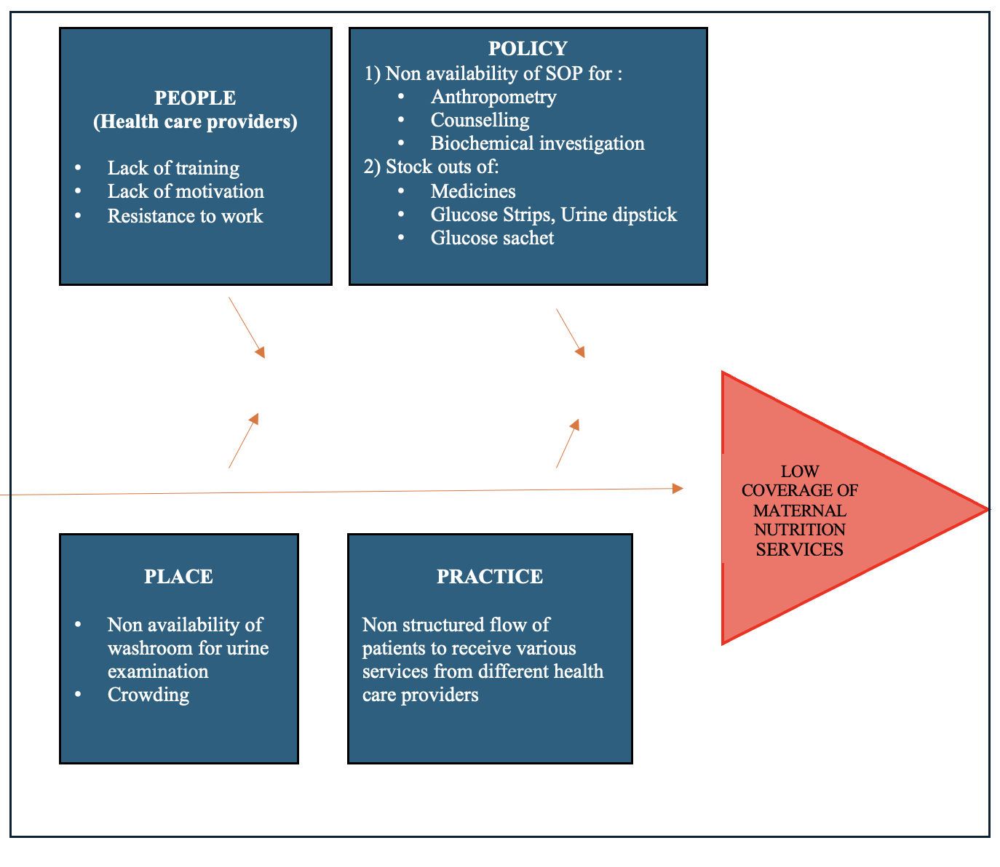 PEOPLE
(Health care providers)
• Lack of training
• Lack of motivation
• Resistance to work
POLICY
1) Non availability of SOP for :
• Anthropometry
• Counselling
• Biochemical investigation
2) Stock outs of:
• Medicines
• Glucose Strips, Urine dipstick
• Glucose sachet
LOW
COVERAGE OF
MATERNAL
NUTRITION
SERVICES
PLACE
• Non availability of
washroom for urine
examination
• Crowding
PRACTICE
Non structured flow of
patients to receive various
services from different health
care providers